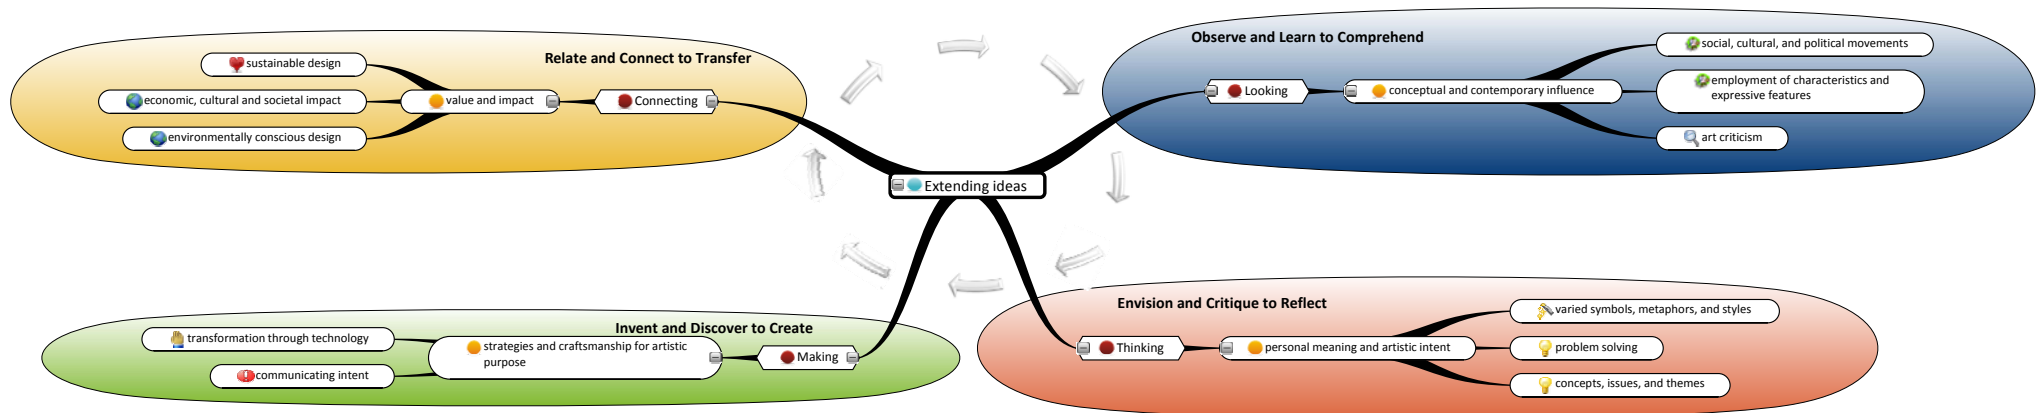 Relate and Connect to Transfer
sustainable design
economic, cultural and societal impact
environmentally conscious design
value and impact
Connecting
Observe and Learn to Comprehend
Looking
conceptual and contemporary influence
social, cultural, and political movements
employment of characteristics and
expressive features
art criticism
Extending ideas
Invent and Discover to Create
transformation through technology
communicating intent
strategies and craftsmanship for artistic
purpose
Making
Envision and Critique to Reflect
Thinking
personal meaning and artistic intent
varied symbols, metaphors, and styles
problem solving
concepts, issues, and themes